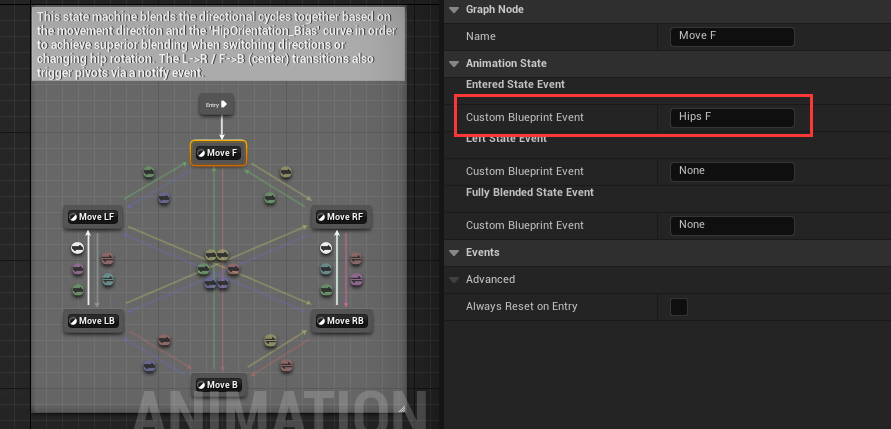 This state machine blends the directional cycles together based on
the movement direction and the 'HipOrientation_Bias' curve in order
to achieve superior blending when switching directions or
changing hip rotation. The L->R / F->B (center) transitions also
trigger pivots via a notify event.
Entry
Move F
Move LF
Move RF
Move LB
Move RB
Move B
ANIMATION
Graph Node
Name
Move F
Animation State
Entered State Event
Custom Blueprint Event
Hips F
Left State Event
Custom Blueprint Event
None
Fully Blended State Event
Custom Blueprint Event
None
Events
Advanced
Always Reset on Entry